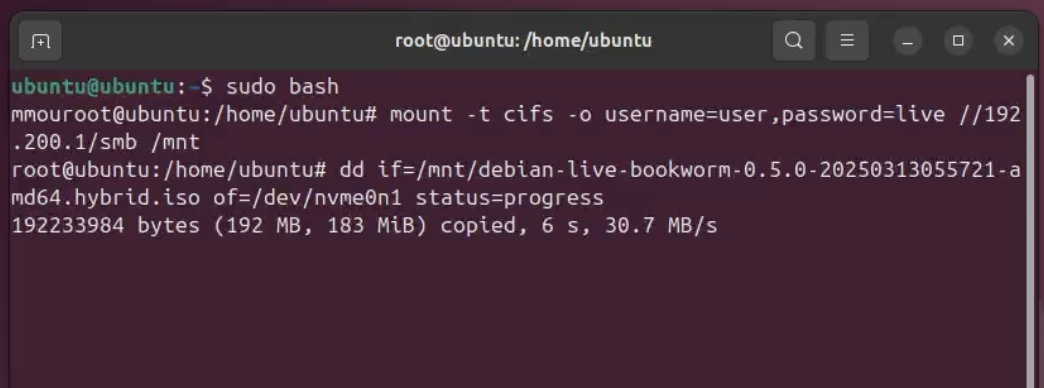 root@ubuntu: /home/ubuntu
ubuntu@ubuntu:~$ sudo bash
mmouroot@ubuntu:/home/ubuntu# mount -t cifs -o username=user,password=live //192
.200.1/smb /mnt
root@ubuntu:/home/ubuntu# dd if=/mnt/debian-live-bookworm-0.5.0-20250313055721-a
md64.hybrid.iso of=/dev/nvme0n1 status=progress
192233984 bytes (192 MB, 183 MiB) copied, 6 s, 30.7 MB/s